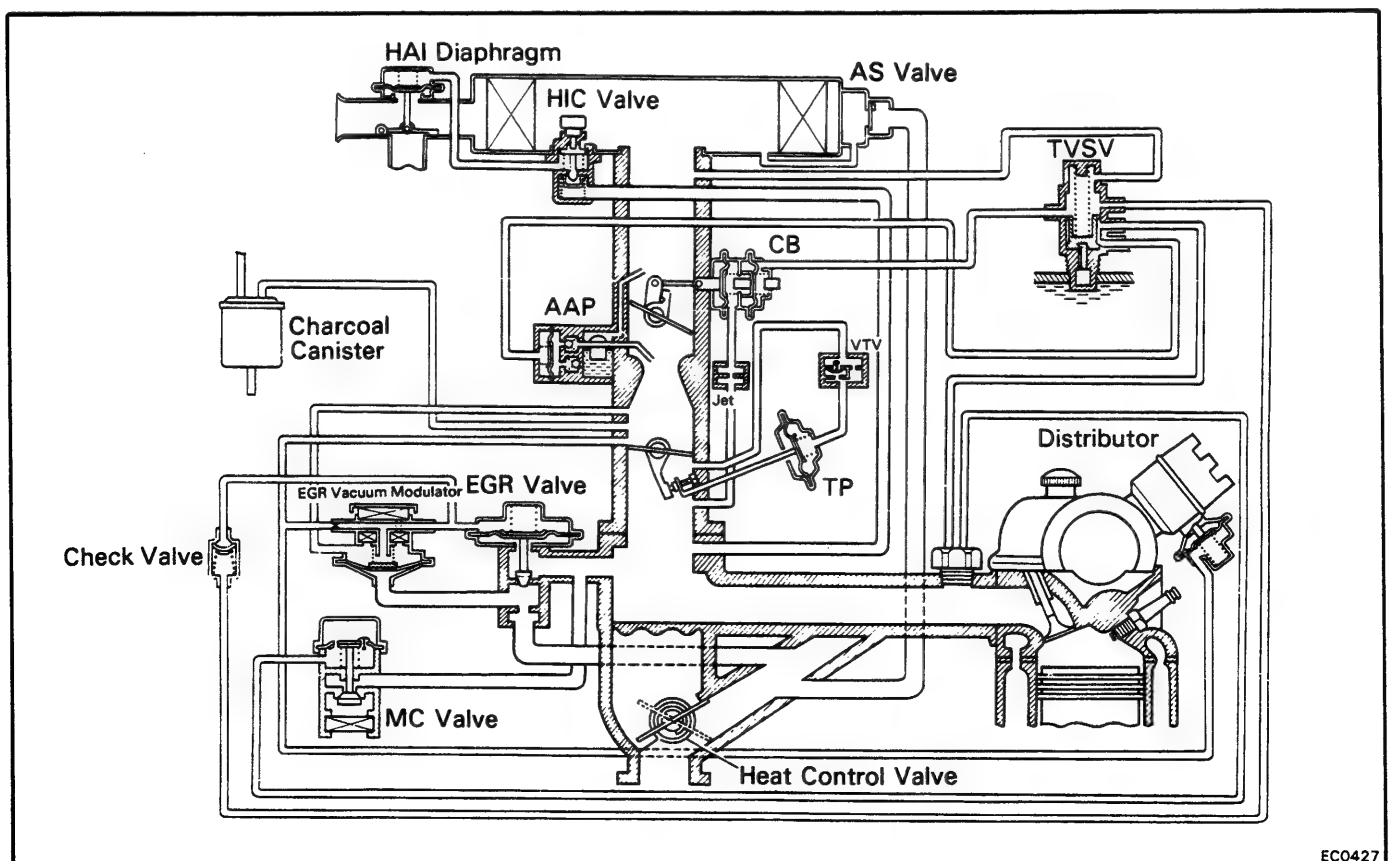 HAI Diaphragm
AS Valve
HIC Valve
TVSV
CB
AAP
Charcoal
Canister
VTV
Jet
Distributor
TP
EGR Vacuum Modulator
EGR Valve
Check Valve
MC Valve
Heat Control Valve
EC0427